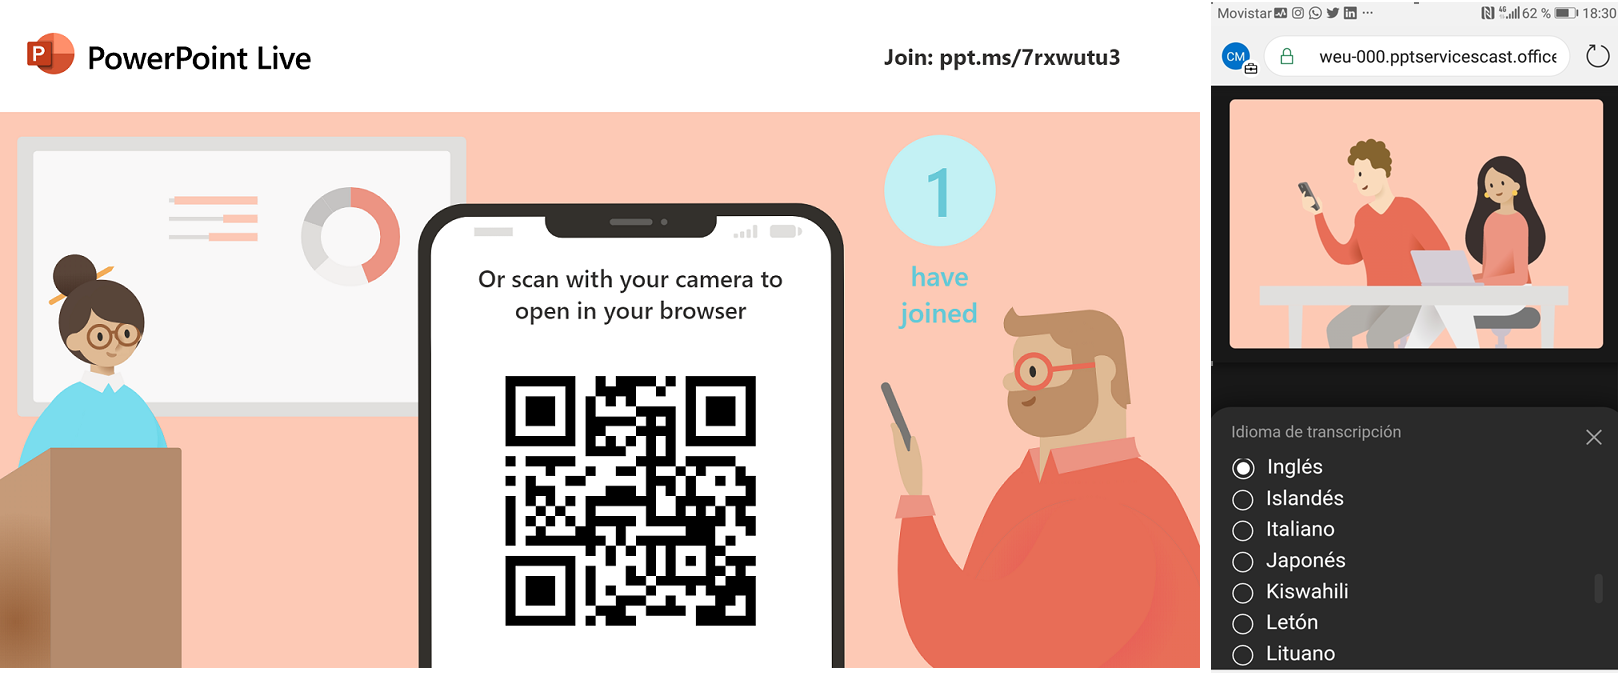 P PowerPoint Live
Join: ppt.ms/7rxwutu3
Or scan with your camera to
open in your browser
1
have
joined
Movistar 4G 62 % 18:30
CM weu-000.pptservicescast.office
Idioma de transcripción
Inglés
Islandés
Italiano
Japonés
Kiswahili
Letón
Lituano